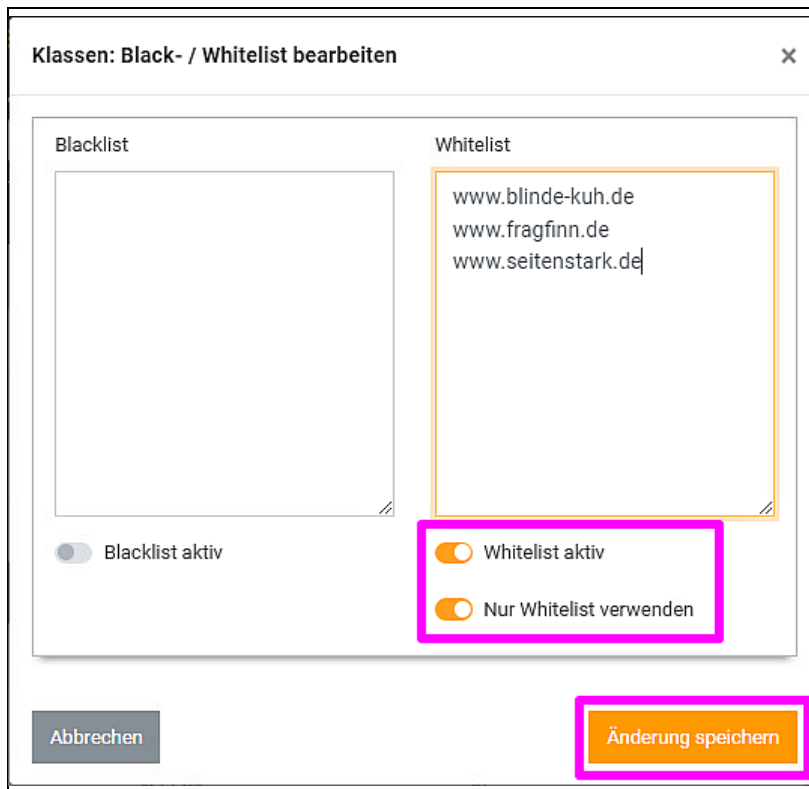 Klassen: Black- / Whitelist bearbeiten ×
Blacklist
Whitelist
www.blinde-kuh.de
www.fragfinn.de
www.seitenstark.de
Blacklist aktiv
Whitelist aktiv
Nur Whitelist verwenden
Abbrechen
Änderung speichern